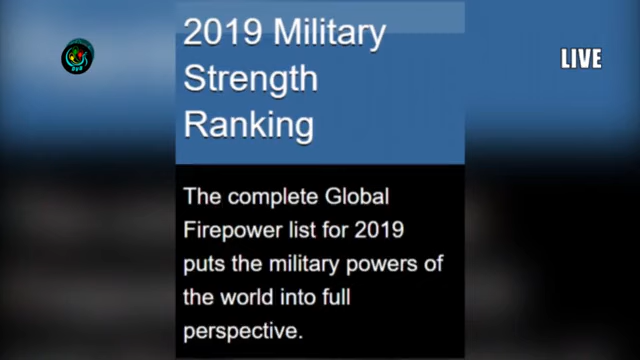 2019 Military
Strength
Ranking
LIVE
The complete Global
Firepower list for 2019
puts the military powers of
the world into full
perspective.